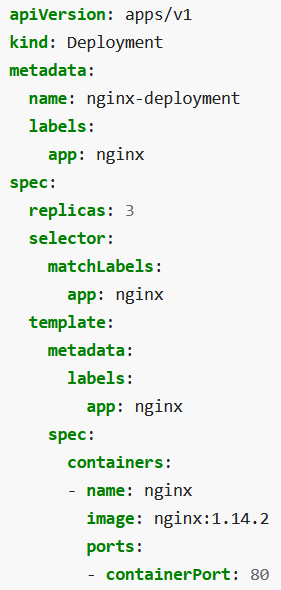 apiVersion: apps/v1
kind: Deployment
metadata:
  name: nginx-deployment
  labels:
    app: nginx
spec:
  replicas: 3
  selector:
    matchLabels:
      app: nginx
  template:
    metadata:
      labels:
        app: nginx
    spec:
      containers:
      - name: nginx
        image: nginx:1.14.2
        ports:
        - containerPort: 80